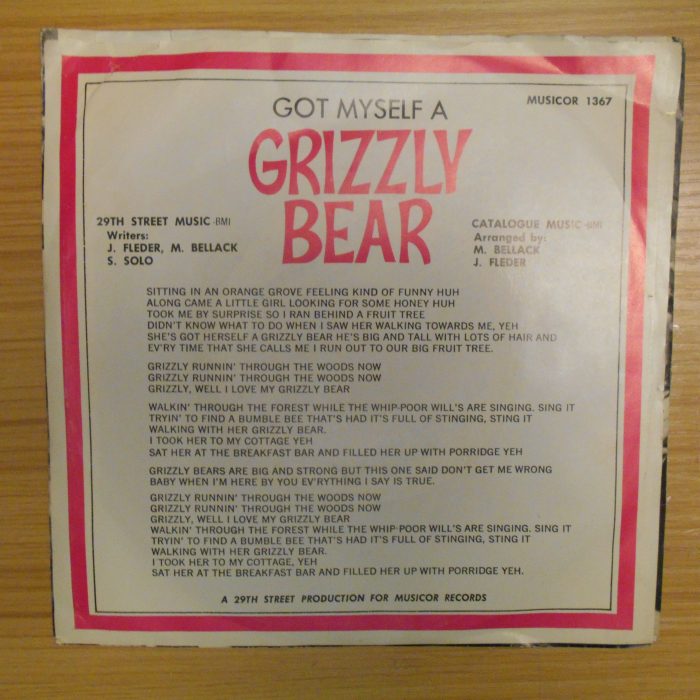 GOT MYSELF A
MUSICOR 1367
GRIZZLY
BEAR
29TH STREET MUSIC-BMI
Writers:
J. FLEDER, M. BELLACK
S. SOLO
CATALOGUE MUSIC-BMI
Arranged by:
M. BELLACK
J. FLEDER
SITTING IN AN ORANGE GROVE FEELING KIND OF FUNNY HUH
ALONG CAME A LITTLE GIRL LOOKING FOR SOME HONEY HUH
TOOK ME BY SURPRISE SO I RAN BEHIND A FRUIT TREE
DIDN'T KNOW WHAT TO DO WHEN I SAW HER WALKING TOWARDS ME, YEH
SHE'S GOT HERSELF A GRIZZLY BEAR HE'S BIG AND TALL WITH LOTS OF HAIR AND
EV'RY TIME THAT SHE CALLS ME I RUN OUT TO OUR BIG FRUIT TREE.
GRIZZLY RUNNIN' THROUGH THE WOODS NOW
GRIZZLY RUNNIN' THROUGH THE WOODS NOW
GRIZZLY, WELL I LOVE MY GRIZZLY BEAR
WALKIN' THROUGH THE FOREST WHILE THE WHIP-POOR WILL'S ARE SINGING. SING IT
TRYIN' TO FIND A BUMBLE BEE THAT'S HAD IT'S FULL OF STINGING, STING IT
WALKING WITH HER GRIZZLY BEAR.
I TOOK HER TO MY COTTAGE YEH
SAT HER AT THE BREAKFAST BAR AND FILLED HER UP WITH PORRIDGE YEH
GRIZZLY BEARS ARE BIG AND STRONG BUT THIS ONE SAID DON'T GET ME WRONG
BABY WHEN I'M HERE BY YOU EV'RYTHING I SAY IS TRUE.
GRIZZLY RUNNIN' THROUGH THE WOODS NOW
GRIZZLY RUNNIN' THROUGH THE WOODS NOW
GRIZZLY, WELL I LOVE MY GRIZZLY BEAR
WALKIN' THROUGH THE FOREST WHILE THE WHIP-POOR WILL'S ARE SINGING. SING IT
TRYIN' TO FIND A BUMBLE BEE THAT'S HAD IT'S FULL OF STINGING, STING IT
WALKING WITH HER GRIZZLY BEAR.
I TOOK HER TO MY COTTAGE, YEH
SAT HER AT THE BREAKFAST BAR AND FILLED HER UP WITH PORRIDGE YEH.
A 29TH STREET PRODUCTION FOR MUSICOR RECORDS